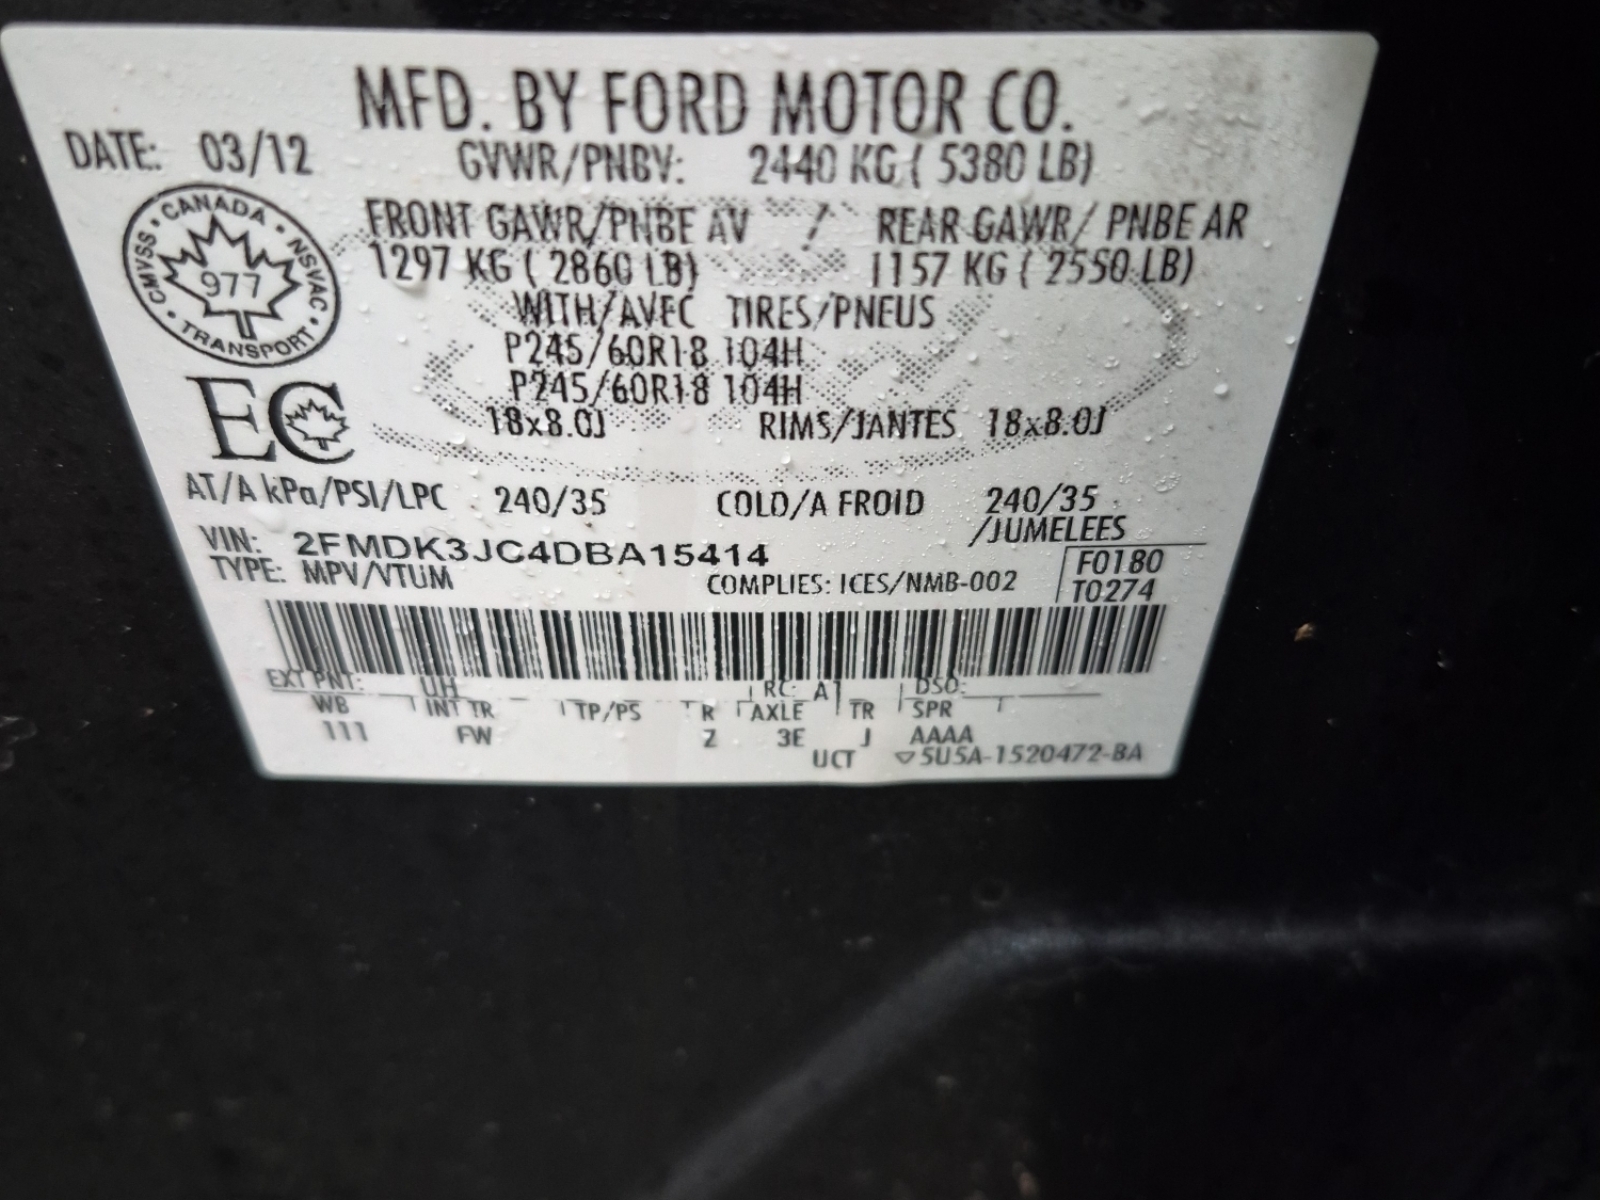 MFD. BY FORD MOTOR CO.
DATE: 03/12 GVWR/PNBV: 2440 KG ( 5380 LB)
FRONT GAWR/PNBE AV / REAR GAWR/ PNBE AR
1297 KG ( 2860 LB) 1157 KG ( 2550 LB)
WITH/AVEC TIRES/PNEUS
P245/60R18 104H
P245/60R18 104H
18x8.0J RIMS/JANTES 18x8.0J
CANADA
CMVSS · NSVAC
977
TRANSPORT
EC
AT/A kPa/PSI/LPC 240/35 COLD/A FROID 240/35
/JUMELEES
VIN: 2FMDK3JC4DBA15414
TYPE: MPV/VTUM COMPLIES: ICES/NMB-002
F0180
T0274
EXT PNT: UH RC: A1 DSO:
WB INT TR TP/PS R AXLE TR SPR
111 FW 2 3E J AAAA
UCT ▽5U5A-1520472-BA